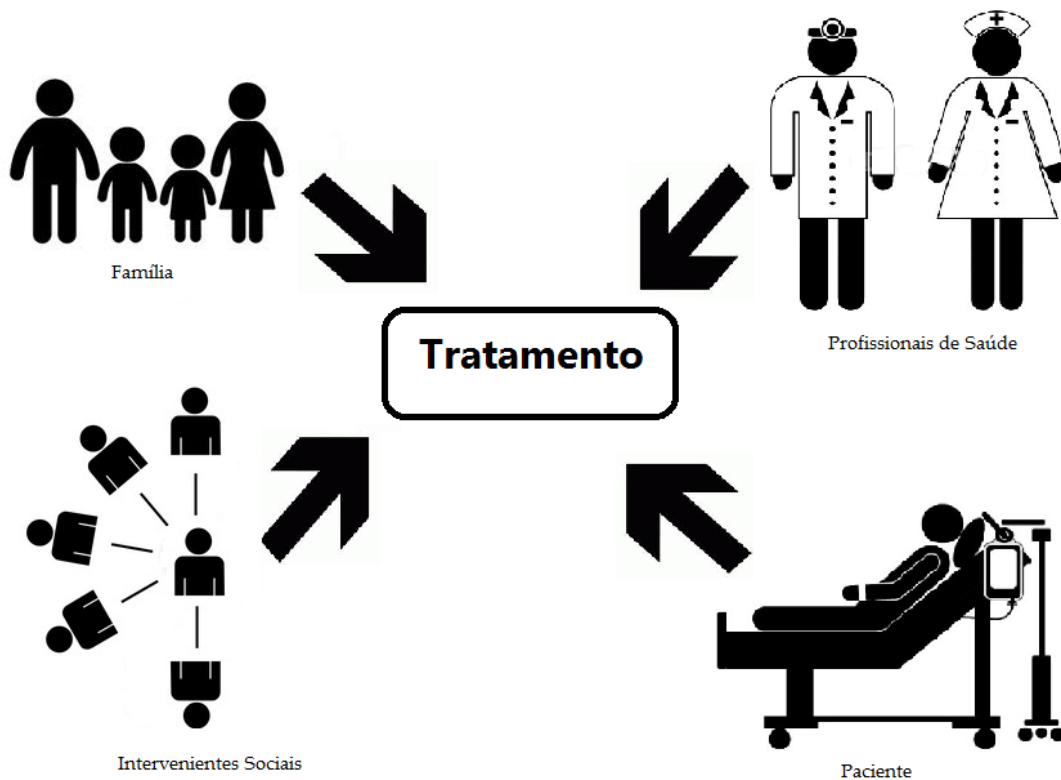 Família
Profissionais de Saúde
Tratamento
Intervenientes Sociais
Paciente